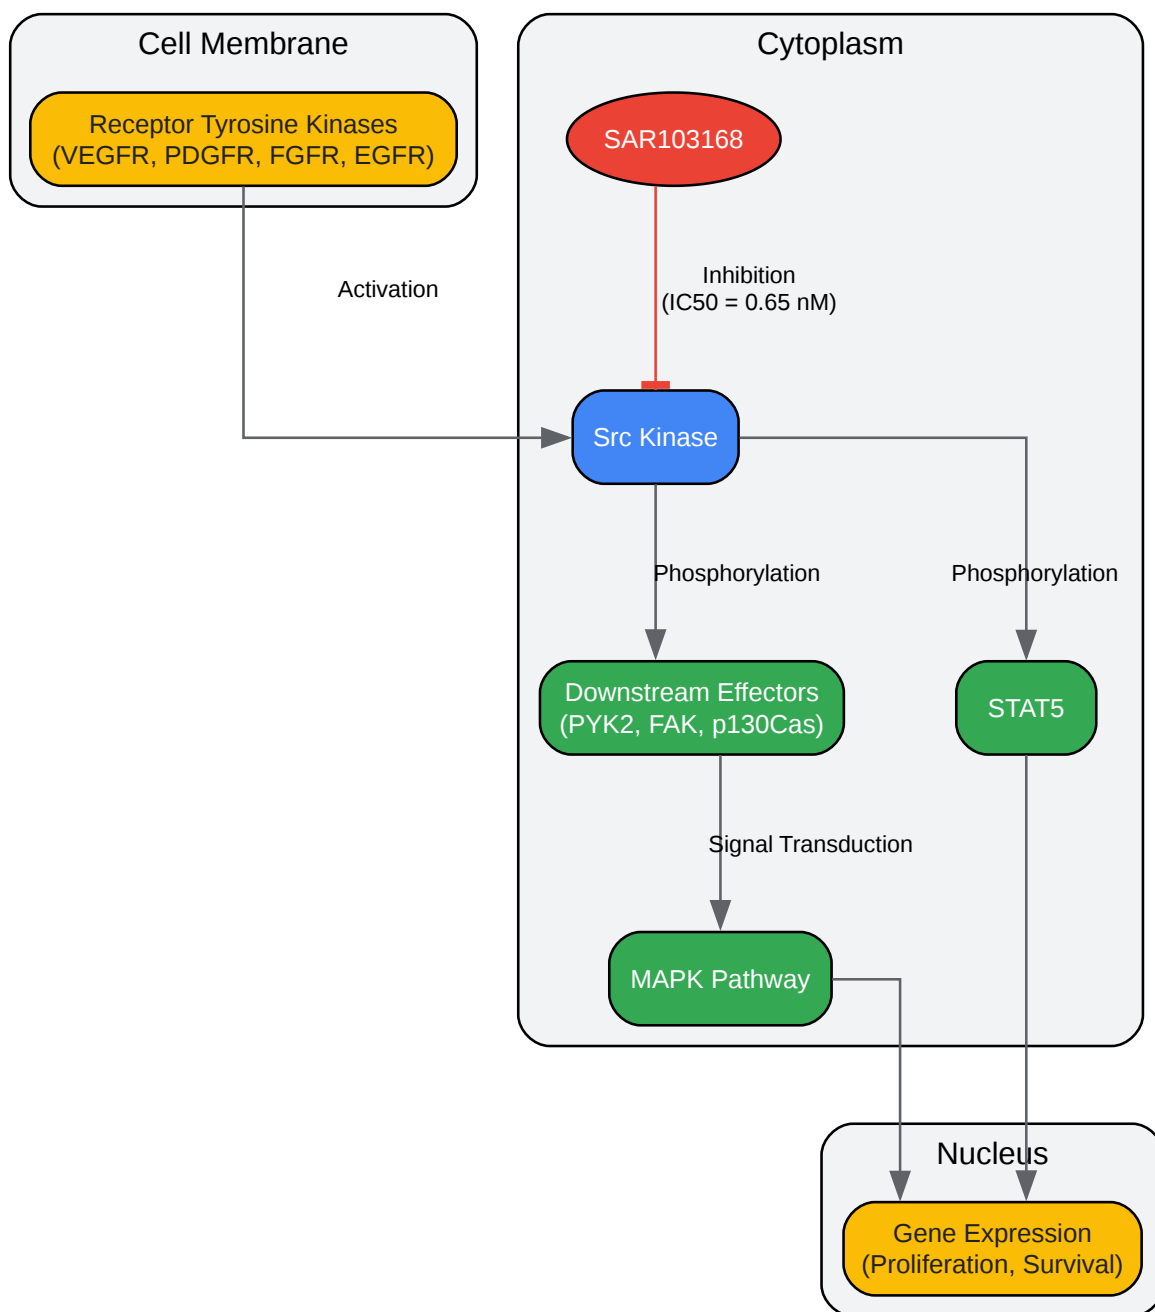 Cell Membrane
Receptor Tyrosine Kinases
(VEGFR, PDGFR, FGFR, EGFR)
Cytoplasm
SAR103168
Activation
Inhibition
(IC50 = 0.65 nM)
Src Kinase
Phosphorylation
Phosphorylation
Downstream Effectors
(PYK2, FAK, p130Cas)
STAT5
Signal Transduction
MAPK Pathway
Nucleus
Gene Expression
(Proliferation, Survival)